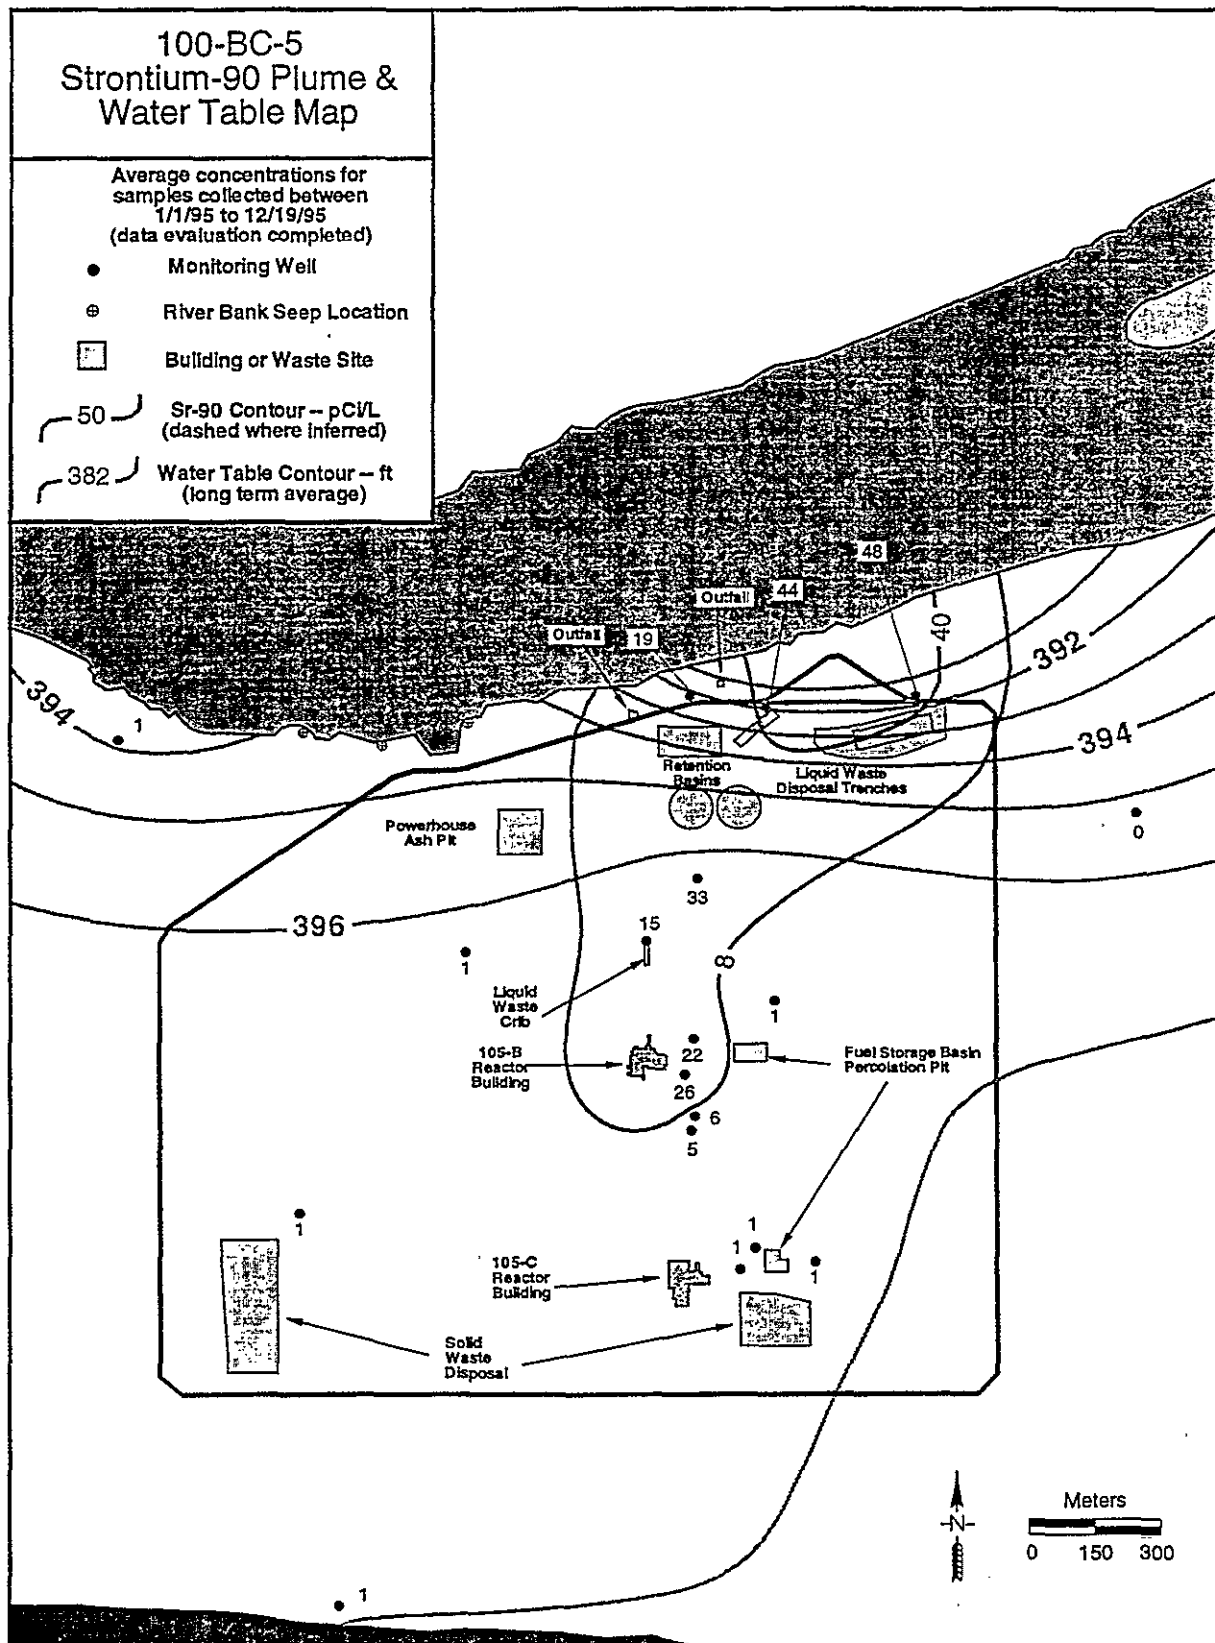 100-BC-5
Strontium-90 Plume &
Water Table Map
Average concentrations for
samples collected between
1/1/95 to 12/19/95
(data evaluation completed)
Monitoring Well
River Bank Seep Location
Building or Waste Site
50
Sr-90 Contour – pCi/L
(dashed where inferred)
382
Water Table Contour – ft
(long term average)
48
Outfall
44
Outfall
19
40
392
394
1
394
Retention
Basins
Liquid Waste
Disposal Trenches
Powerhouse
Ash Pit
0
33
396
15
1
8
Liquid
Waste
Crib
1
105-B
Reactor
Building
22
Fuel Storage Basin
Percolation Pit
26
6
5
1
1
1
1
105-C
Reactor
Building
Solid
Waste
Disposal
N
Meters
0 150 300
1